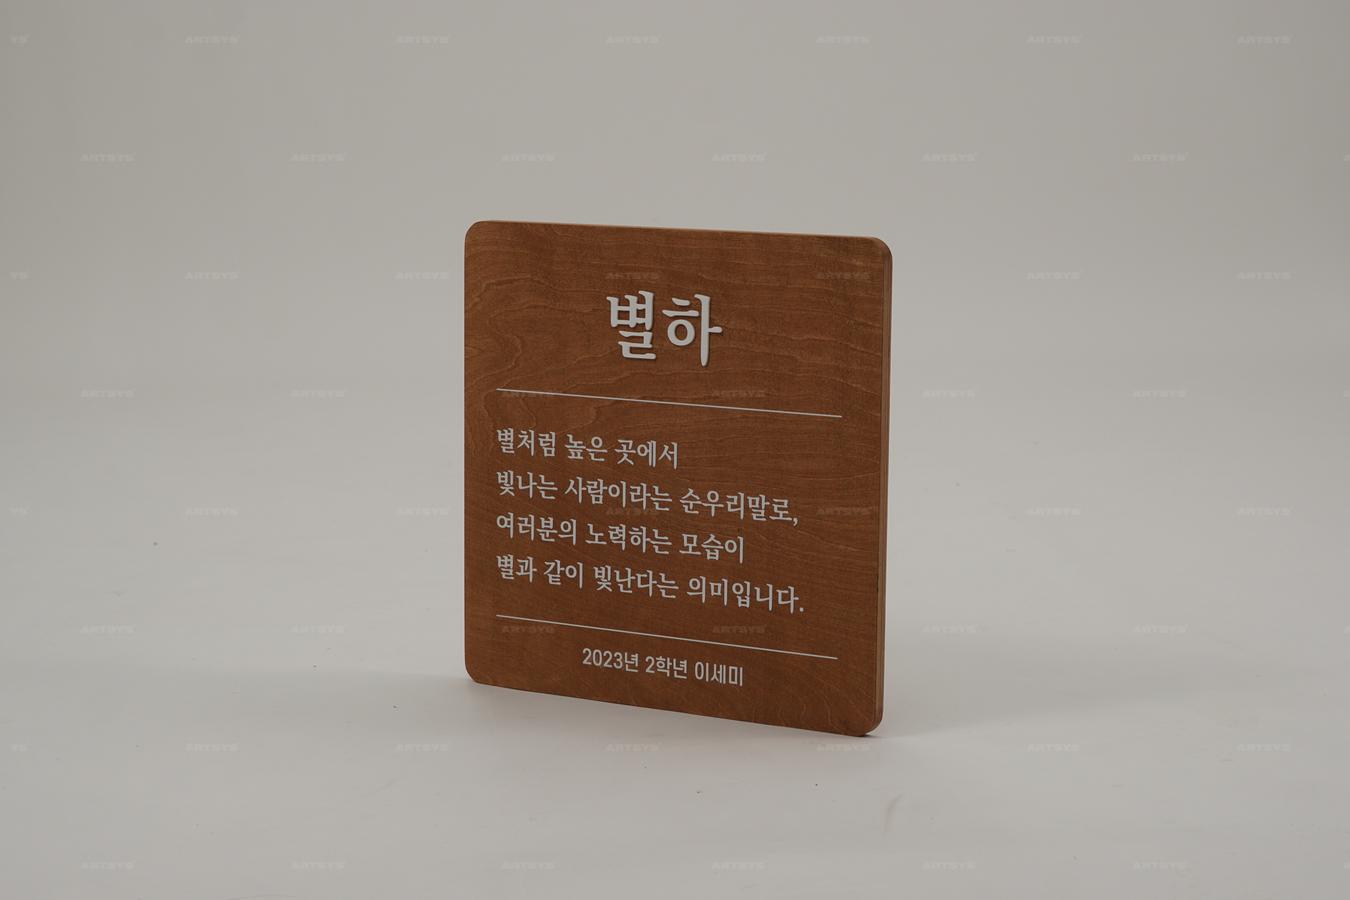 별하
별처럼 높은 곳에서
빛나는 사람이라는 순우리말로,
여러분의 노력하는 모습이
별과 같이 빛난다는 의미입니다.
2023년 2학년 이세미
ARTSYS